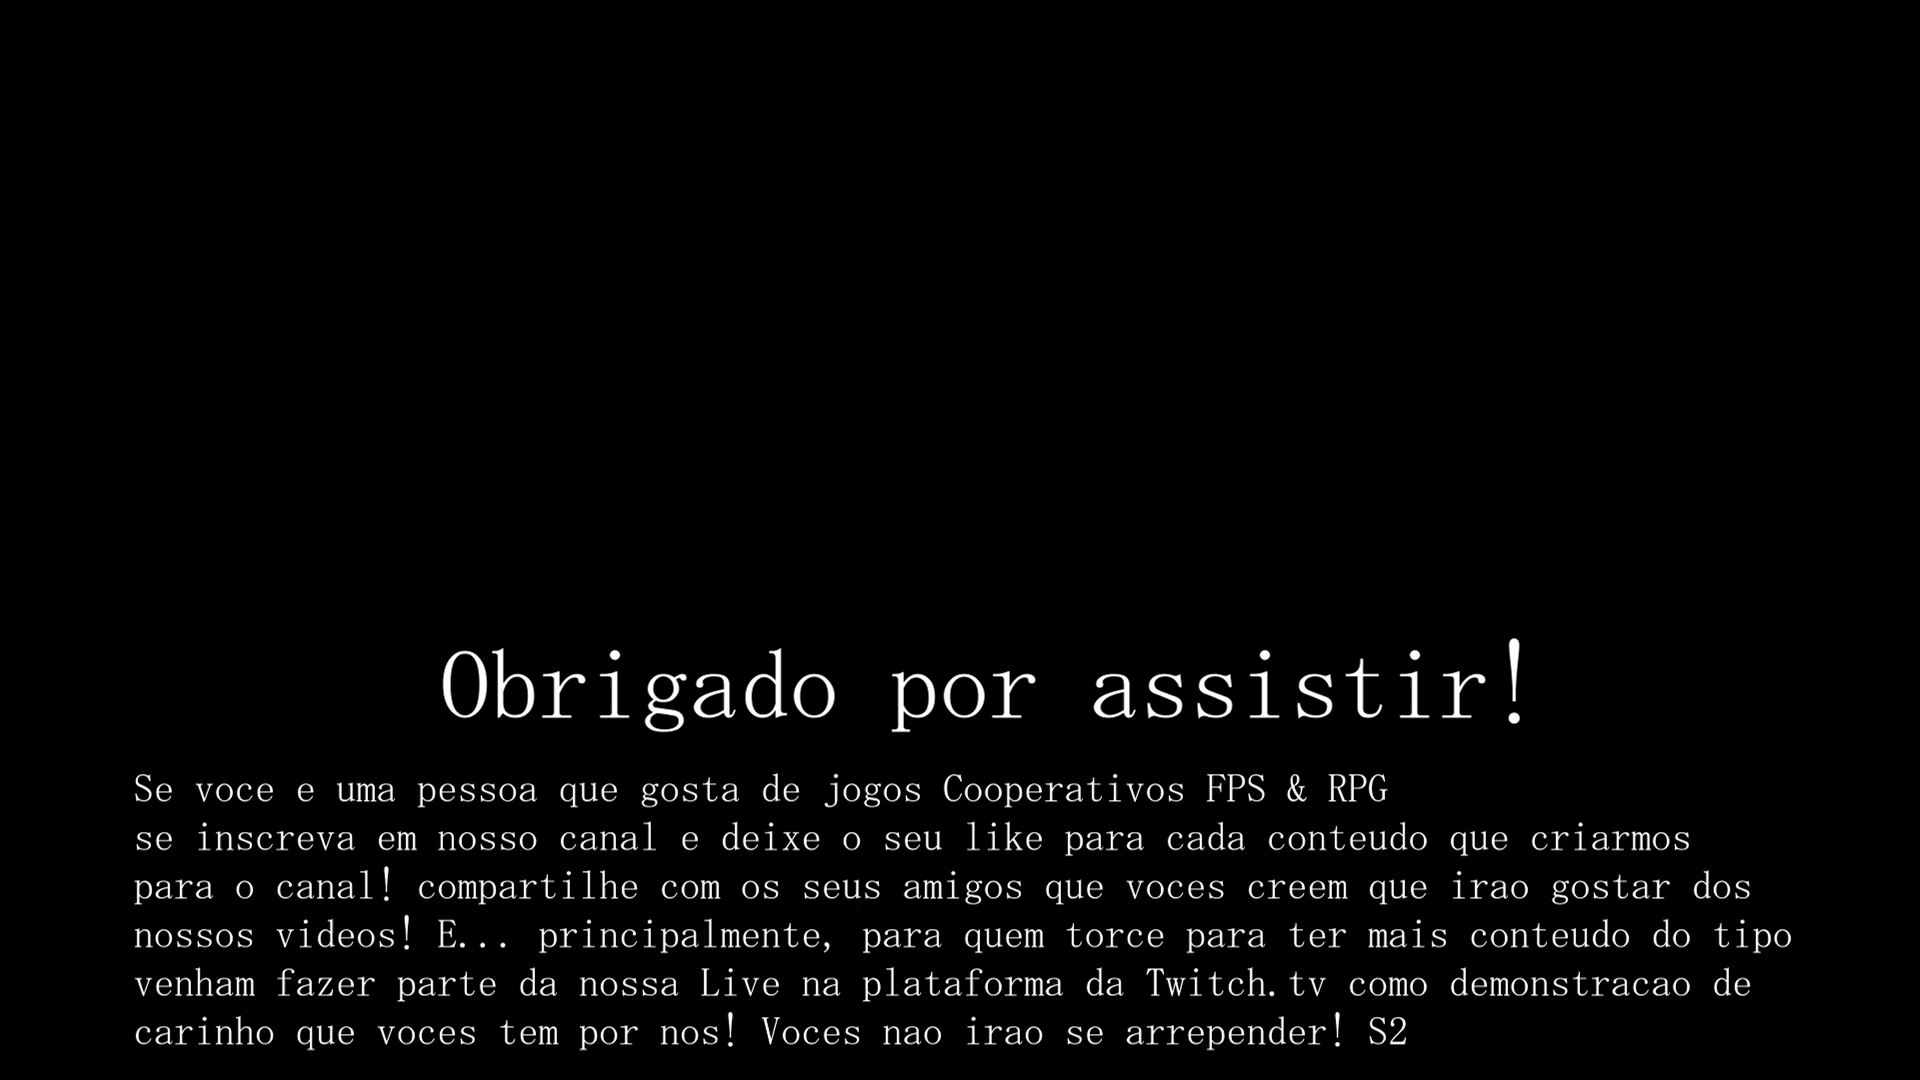 Obrigado por assistir!
Se voce e uma pessoa que gosta de jogos Cooperativos FPS & RPG
se inscreva em nosso canal e deixe o seu like para cada conteudo que criarmos
para o canal! compartilhe com os seus amigos que voces creem que irao gostar dos
nossos videos! E... principalmente, para quem torce para ter mais conteudo do tipo
venham fazer parte da nossa Live na plataforma da Twitch.tv como demonstracao de
carinho que voces tem por nos! Voces nao irao se arrepender! S2